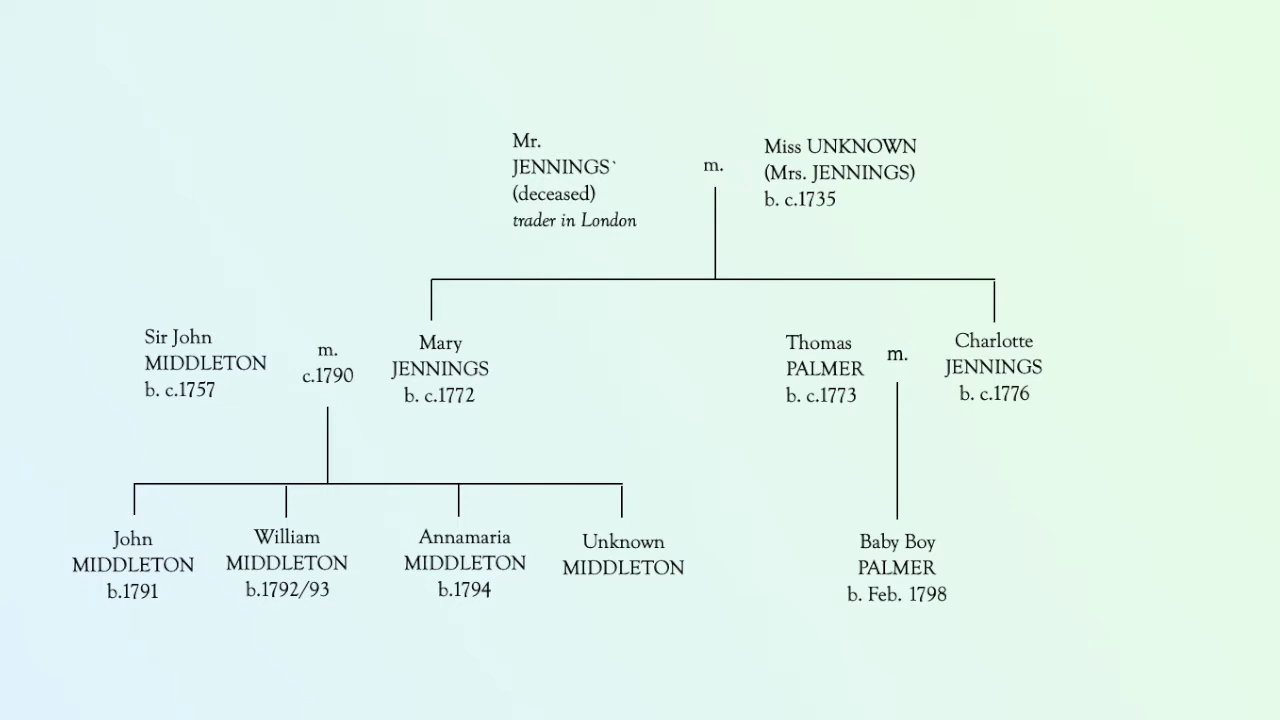 Mr.
JENNINGS`
(deceased)
trader in London
m.
Miss UNKNOWN
(Mrs. JENNINGS)
b. c.1735
Sir John
MIDDLETON
b. c.1757
m.
c.1790
Mary
JENNINGS
b. c.1772
Thomas
PALMER
b. c.1773
m.
Charlotte
JENNINGS
b. c.1776
John
MIDDLETON
b.1791
William
MIDDLETON
b.1792/93
Annamaria
MIDDLETON
b.1794
Unknown
MIDDLETON
Baby Boy
PALMER
b. Feb. 1798